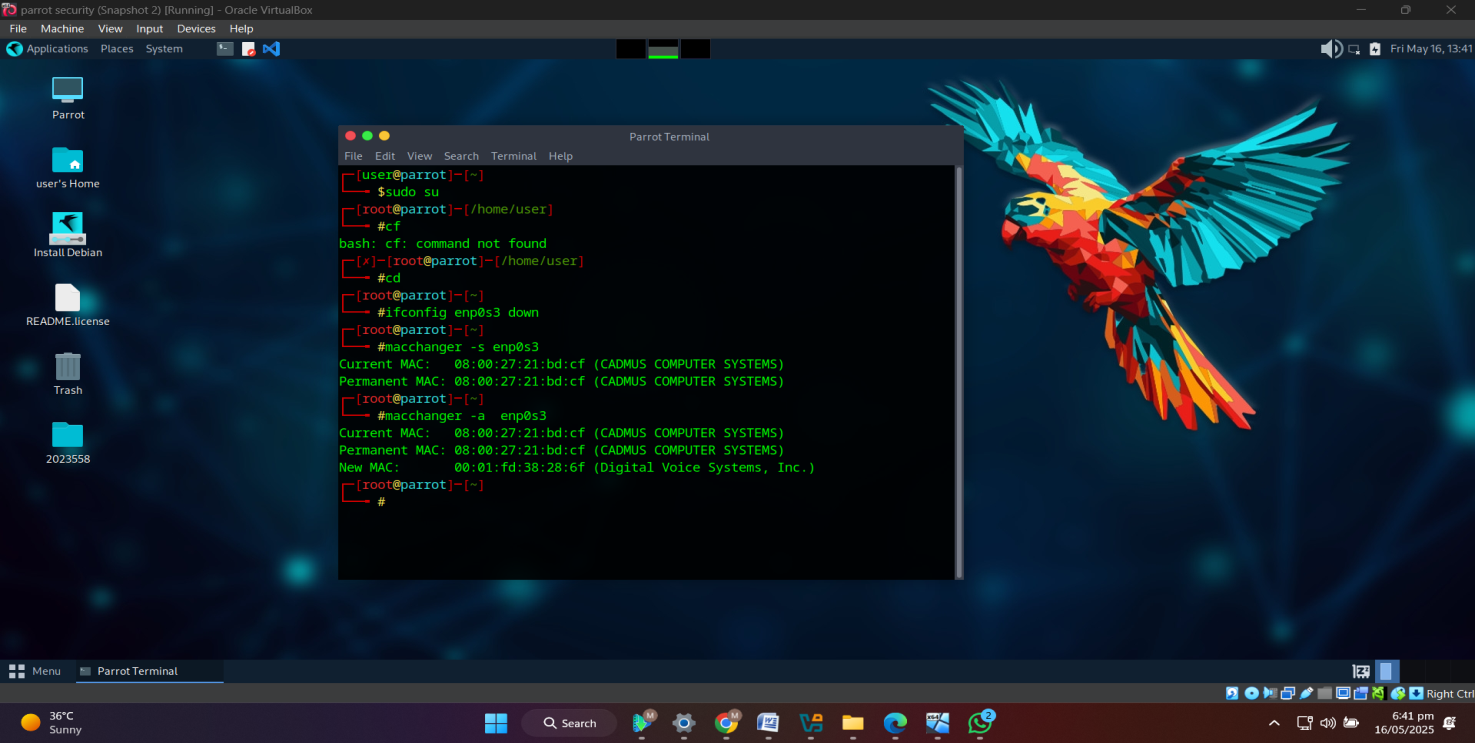 parrot security (Snapshot 2) [Running] - Oracle VirtualBox
File Machine View Input Devices Help
Applications Places System
Fri May 16, 13:41
Parrot
user's Home
Install Debian
README.license
Trash
2023558
Parrot Terminal
File Edit View Search Terminal Help
[user@parrot]─[~]
$sudo su
[root@parrot]─[/home/user]
#cf
bash: cf: command not found
[✗]─[root@parrot]─[/home/user]
#cd
[root@parrot]─[~]
#ifconfig enp0s3 down
[root@parrot]─[~]
#macchanger -s enp0s3
Current MAC:   08:00:27:21:bd:cf (CADMUS COMPUTER SYSTEMS)
Permanent MAC: 08:00:27:21:bd:cf (CADMUS COMPUTER SYSTEMS)
[root@parrot]─[~]
#macchanger -a  enp0s3
Current MAC:   08:00:27:21:bd:cf (CADMUS COMPUTER SYSTEMS)
Permanent MAC: 08:00:27:21:bd:cf (CADMUS COMPUTER SYSTEMS)
New MAC:       00:01:fd:38:28:6f (Digital Voice Systems, Inc.)
[root@parrot]─[~]
#
Menu Parrot Terminal
Right Ctrl
36°C
Sunny
Search
M
M
2
6:41 pm
16/05/2025